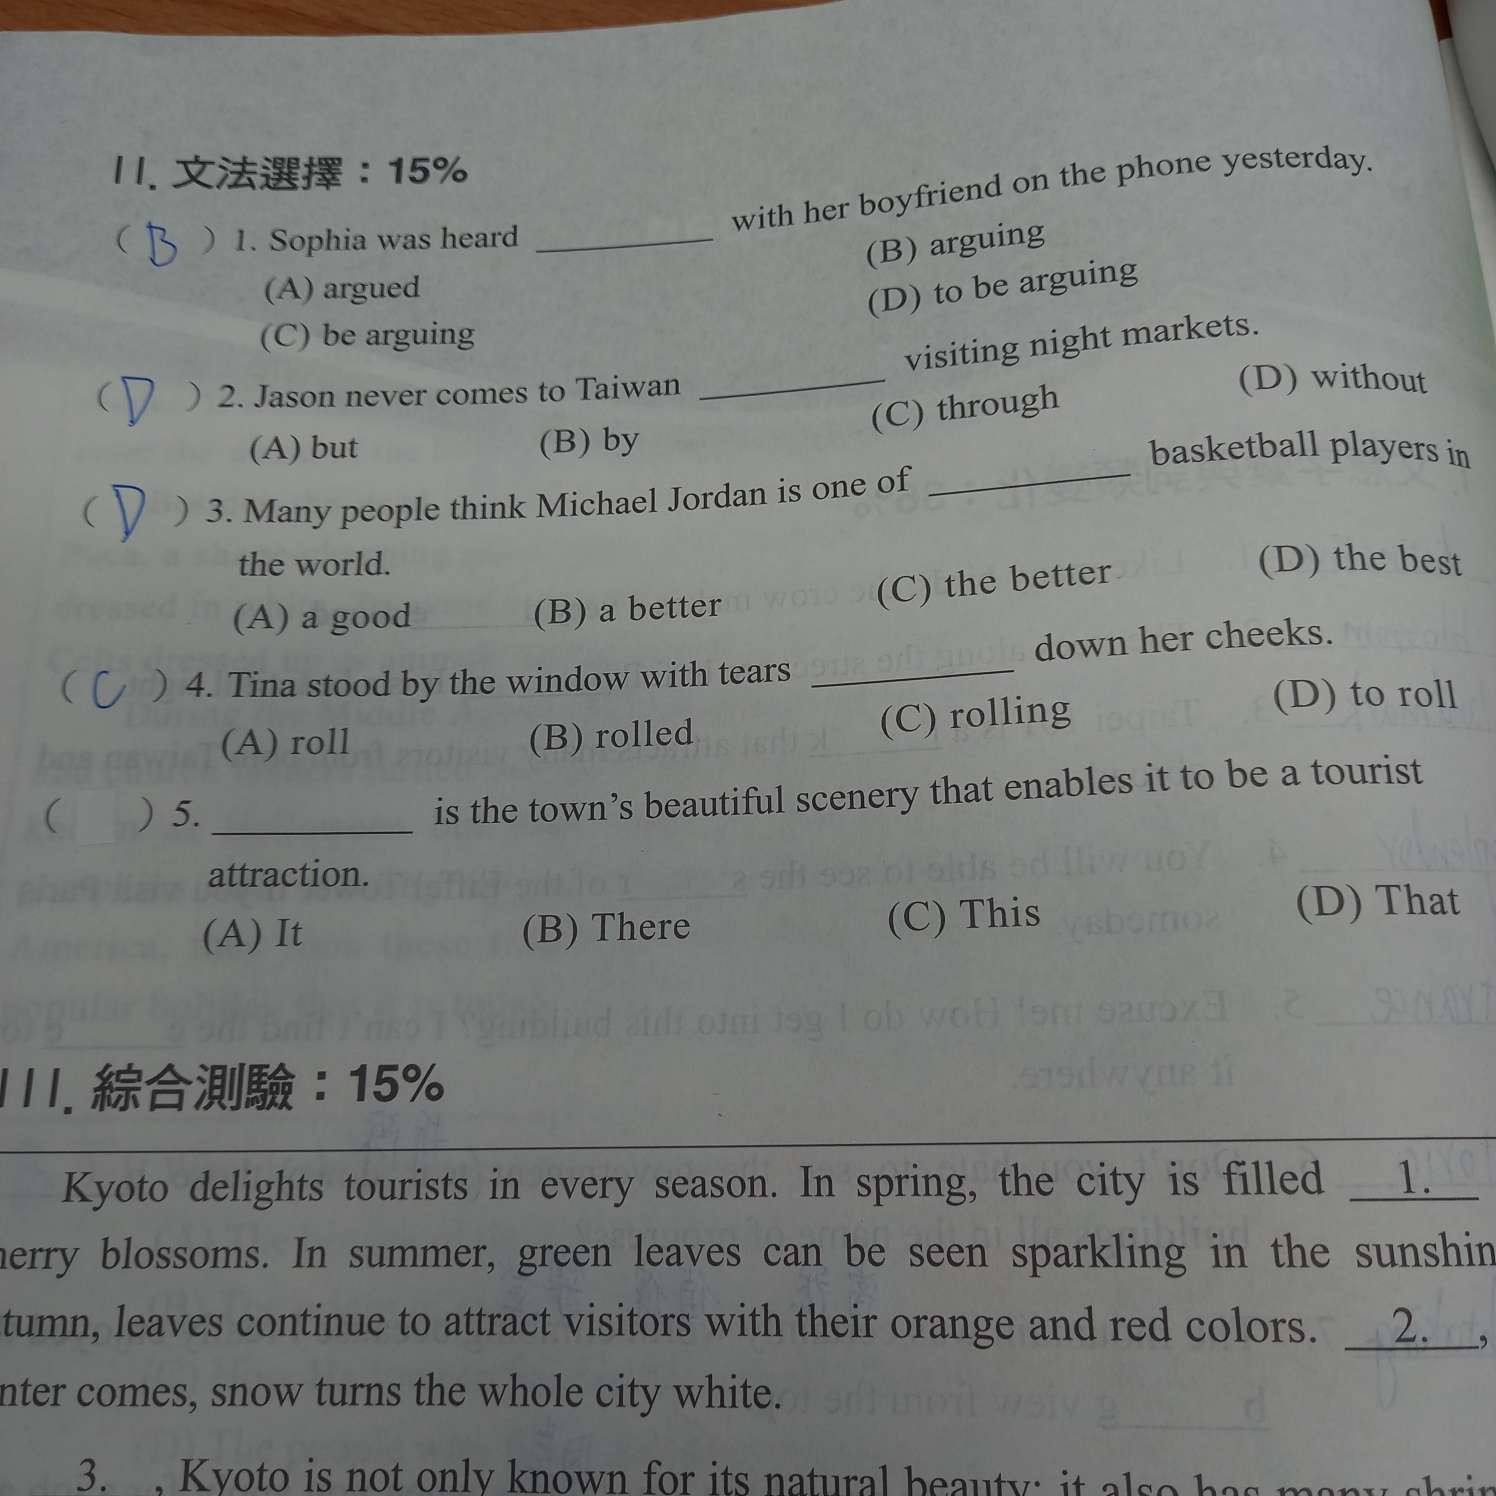 II. 文法選擇：15%
( B ) 1. Sophia was heard ________ with her boyfriend on the phone yesterday.
(A) argued (B) arguing
(C) be arguing (D) to be arguing
( D ) 2. Jason never comes to Taiwan ________ visiting night markets.
(A) but (B) by (C) through (D) without
( D ) 3. Many people think Michael Jordan is one of ________ basketball players in
the world.
(A) a good (B) a better (C) the better (D) the best
( C ) 4. Tina stood by the window with tears ________ down her cheeks.
(A) roll (B) rolled (C) rolling (D) to roll
( ) 5. ________ is the town's beautiful scenery that enables it to be a tourist
attraction.
(A) It (B) There (C) This (D) That
III. 綜合測驗：15%
Kyoto delights tourists in every season. In spring, the city is filled 1.
herry blossoms. In summer, green leaves can be seen sparkling in the sunshin
tumn, leaves continue to attract visitors with their orange and red colors. 2. ,
nter comes, snow turns the whole city white.
3. , Kyoto is not only known for its natural beauty; it also has many shrin